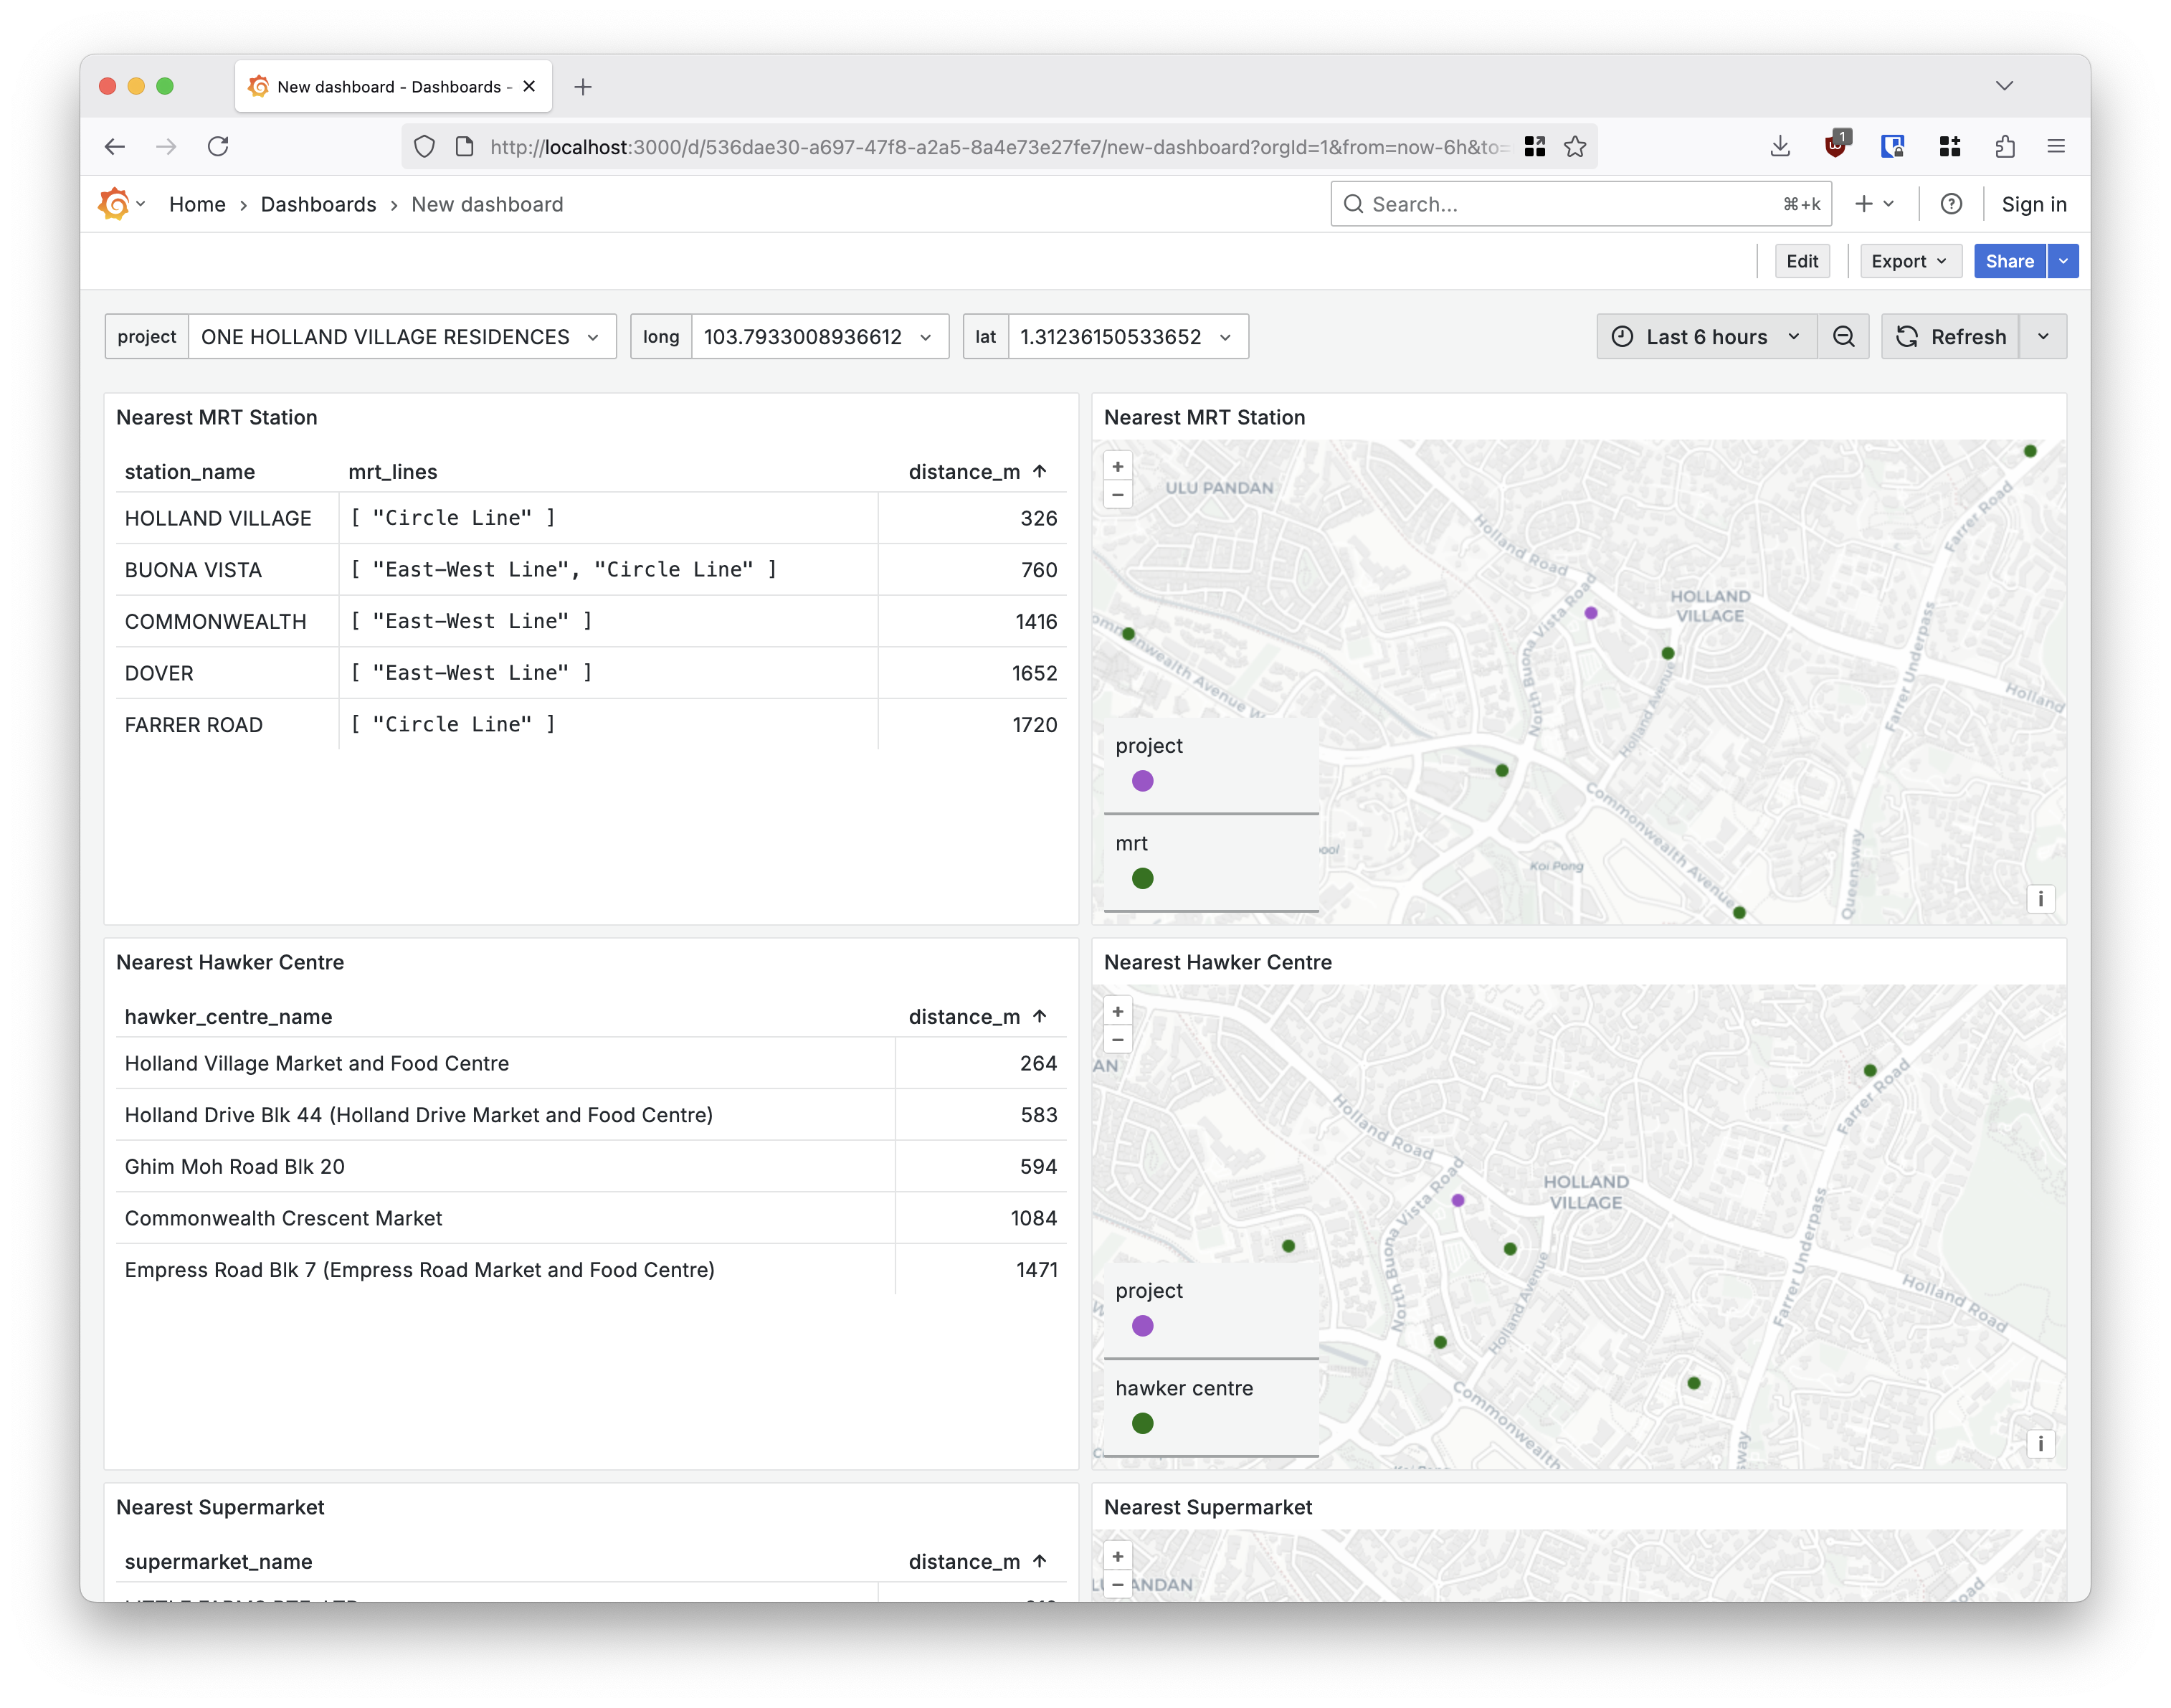 New dashboard - Dashboards -
http://localhost:3000/d/536dae30-a697-47f8-a2a5-8a4e73e27fe7/new-dashboard?orgId=1&from=now-6h&to=
1
Home › Dashboards › New dashboard
Search...
⌘+k
Sign in
Edit
Export
Share
project
ONE HOLLAND VILLAGE RESIDENCES
long
103.7933008936612
lat
1.31236150533652
Last 6 hours
Refresh
Nearest MRT Station
station_name mrt_lines distance_m
HOLLAND VILLAGE [ "Circle Line" ] 326
BUONA VISTA [ "East-West Line", "Circle Line" ] 760
COMMONWEALTH [ "East-West Line" ] 1416
DOVER [ "East-West Line" ] 1652
FARRER ROAD [ "Circle Line" ] 1720
Nearest MRT Station
+
−
ULU PANDAN
Holland Road
Farrer Road
HOLLAND
VILLAGE
North Buona Vista Road
Farrer Underpass
Holland
Holland Avenue
Commonwealth Avenue
Koi Pong
Queensway
project
mrt
i
Nearest Hawker Centre
hawker_centre_name distance_m
Holland Village Market and Food Centre 264
Holland Drive Blk 44 (Holland Drive Market and Food Centre) 583
Ghim Moh Road Blk 20 594
Commonwealth Crescent Market 1084
Empress Road Blk 7 (Empress Road Market and Food Centre) 1471
Nearest Hawker Centre
+
−
AN
Farrer Road
Holland Road
HOLLAND
VILLAGE
North Buona Vista Road
Farrer Underpass
Holland Road
Holland Avenue
Commonwealth
project
hawker centre
i
Nearest Supermarket
supermarket_name distance_m
Nearest Supermarket
+
−